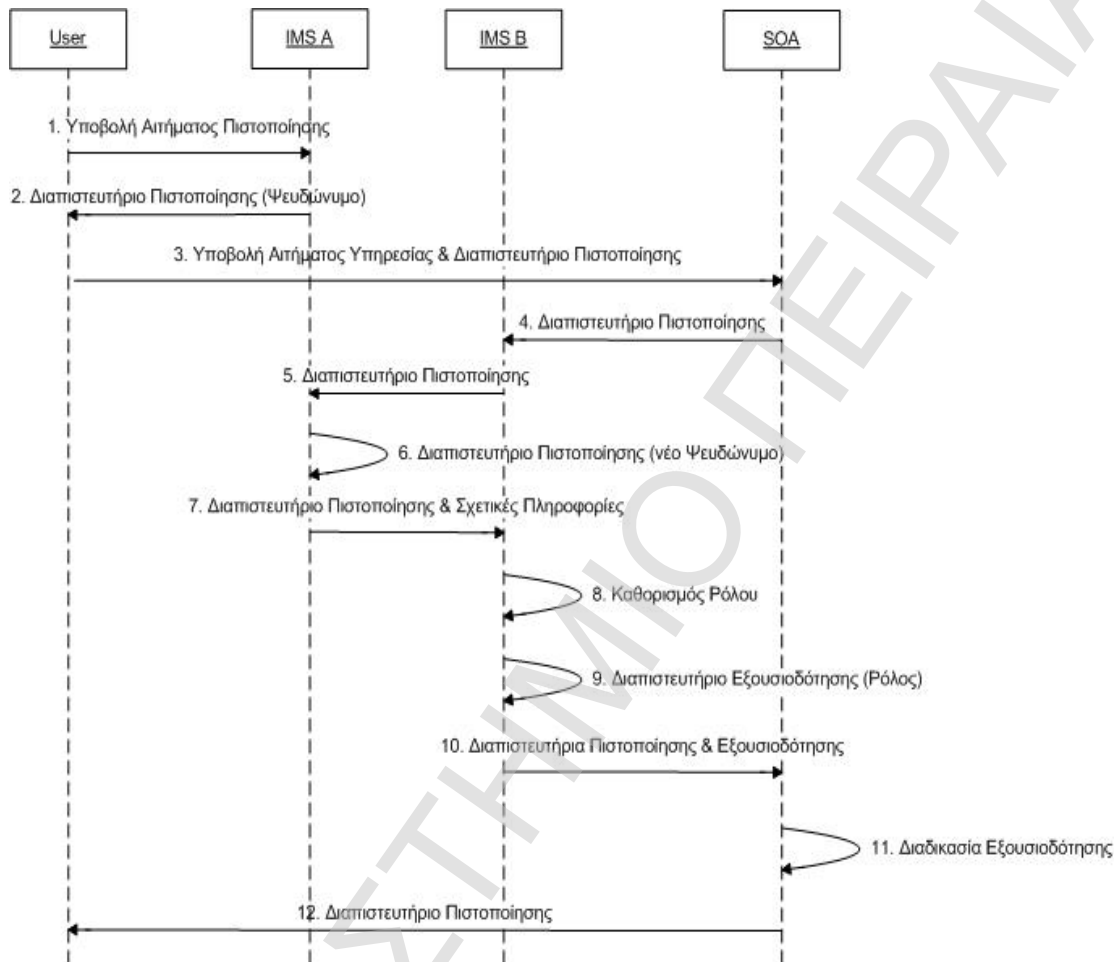 User
IMS A
IMS B
SOA
1. Υποβολή Αιτήματος Πιστοποίησης
2. Διαπιστευτήριο Πιστοποίησης (Ψευδώνυμο)
3. Υποβολή Αιτήματος Υπηρεσίας & Διαπιστευτήριο Πιστοποίησης
4. Διαπιστευτήριο Πιστοποίησης
5. Διαπιστευτήριο Πιστοποίησης
6. Διαπιστευτήριο Πιστοποίησης (νέο Ψευδώνυμο)
7. Διαπιστευτήριο Πιστοποίησης & Σχετικές Πληροφορίες
8. Καθορισμός Ρόλου
9. Διαπιστευτήριο Εξουσιοδότησης (Ρόλος)
10. Διαπιστευτήρια Πιστοποίησης & Εξουσιοδότησης
11. Διαδικασία Εξουσιοδότησης
12. Διαπιστευτήριο Πιστοποίησης
ΣΤΗΜΙΟ ΠΕΙΡΑΙΑ